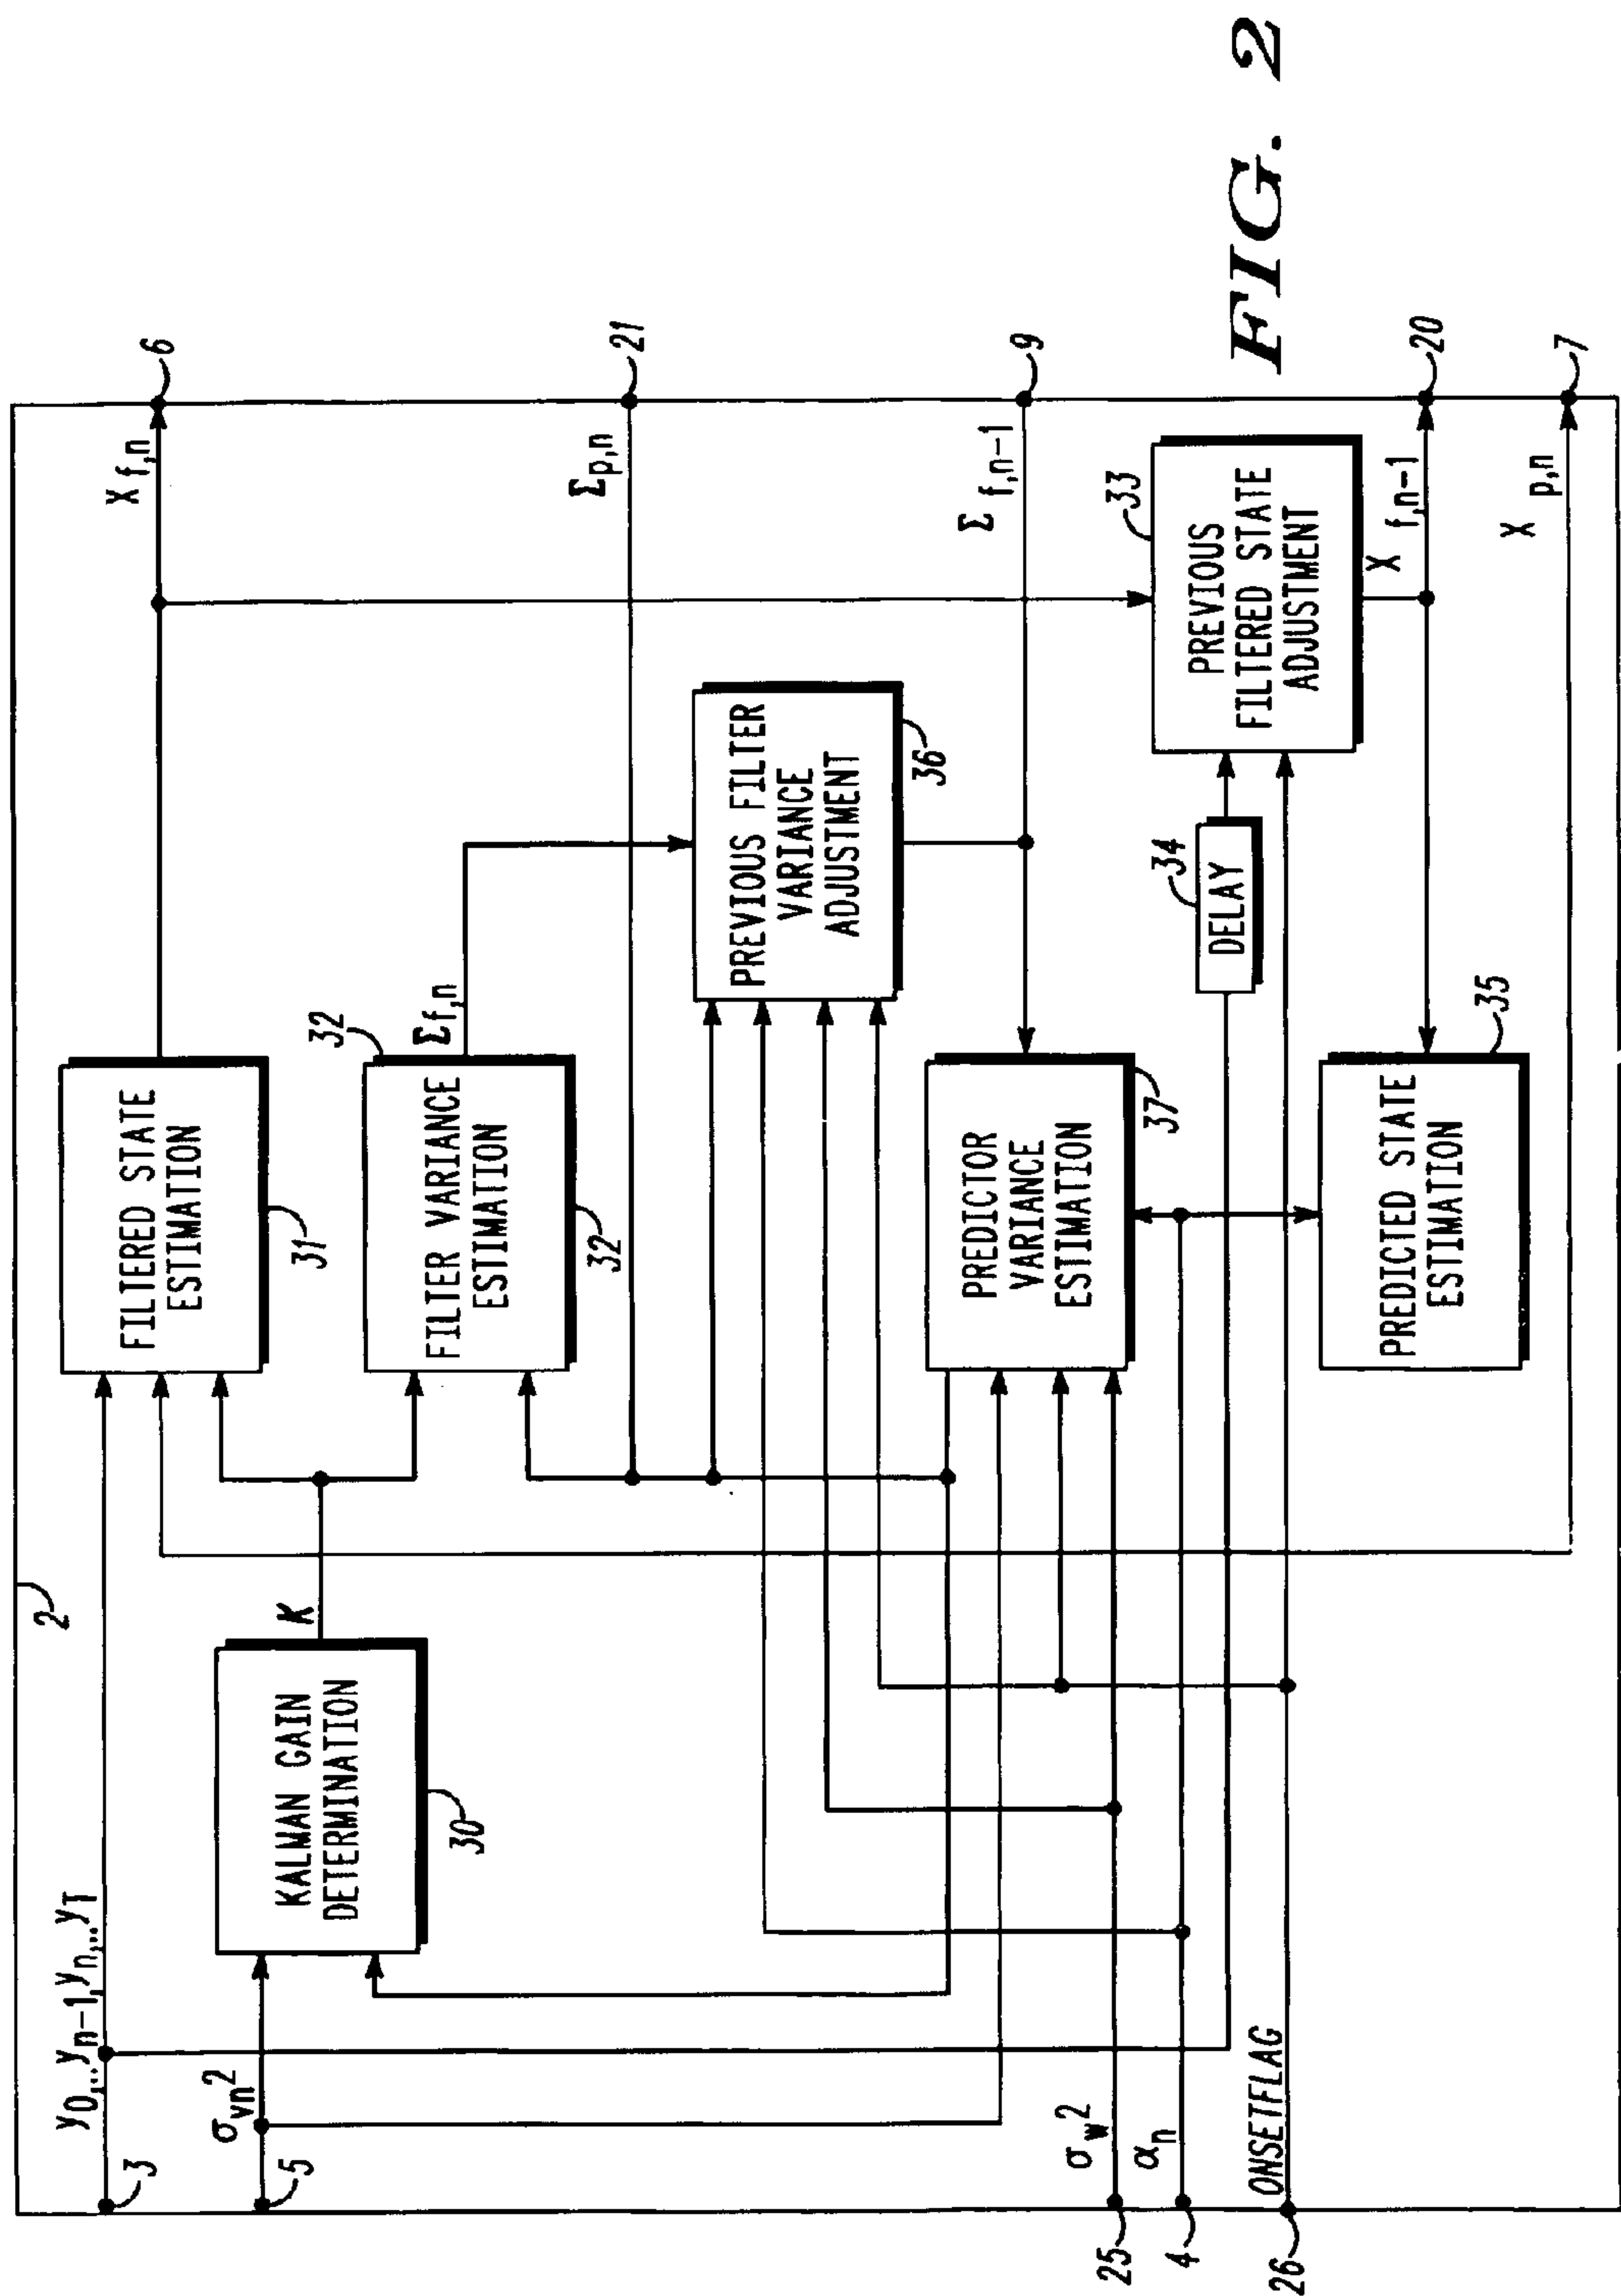 2
3
y0,..yn-1,yn,..yT
5
σvn²
KALMAN GAIN
DETERMINATION
30
K
FILTERED STATE
ESTIMATION
31
Xf,n
6
32
FILTER VARIANCE
ESTIMATION
32
Σf,n
Σp,n
21
PREVIOUS FILTER
VARIANCE
ADJUSTMENT
36
Σf,n-1
9
PREDICTOR
VARIANCE
ESTIMATION
37
34
DELAY
33
PREVIOUS
FILTERED STATE
ADJUSTMENT
Xf,n-1
20
PREDICTED STATE
ESTIMATION
35
Xp,n
7
25
σw²
4
αn
26
ONSETFLAG
FIG. 2